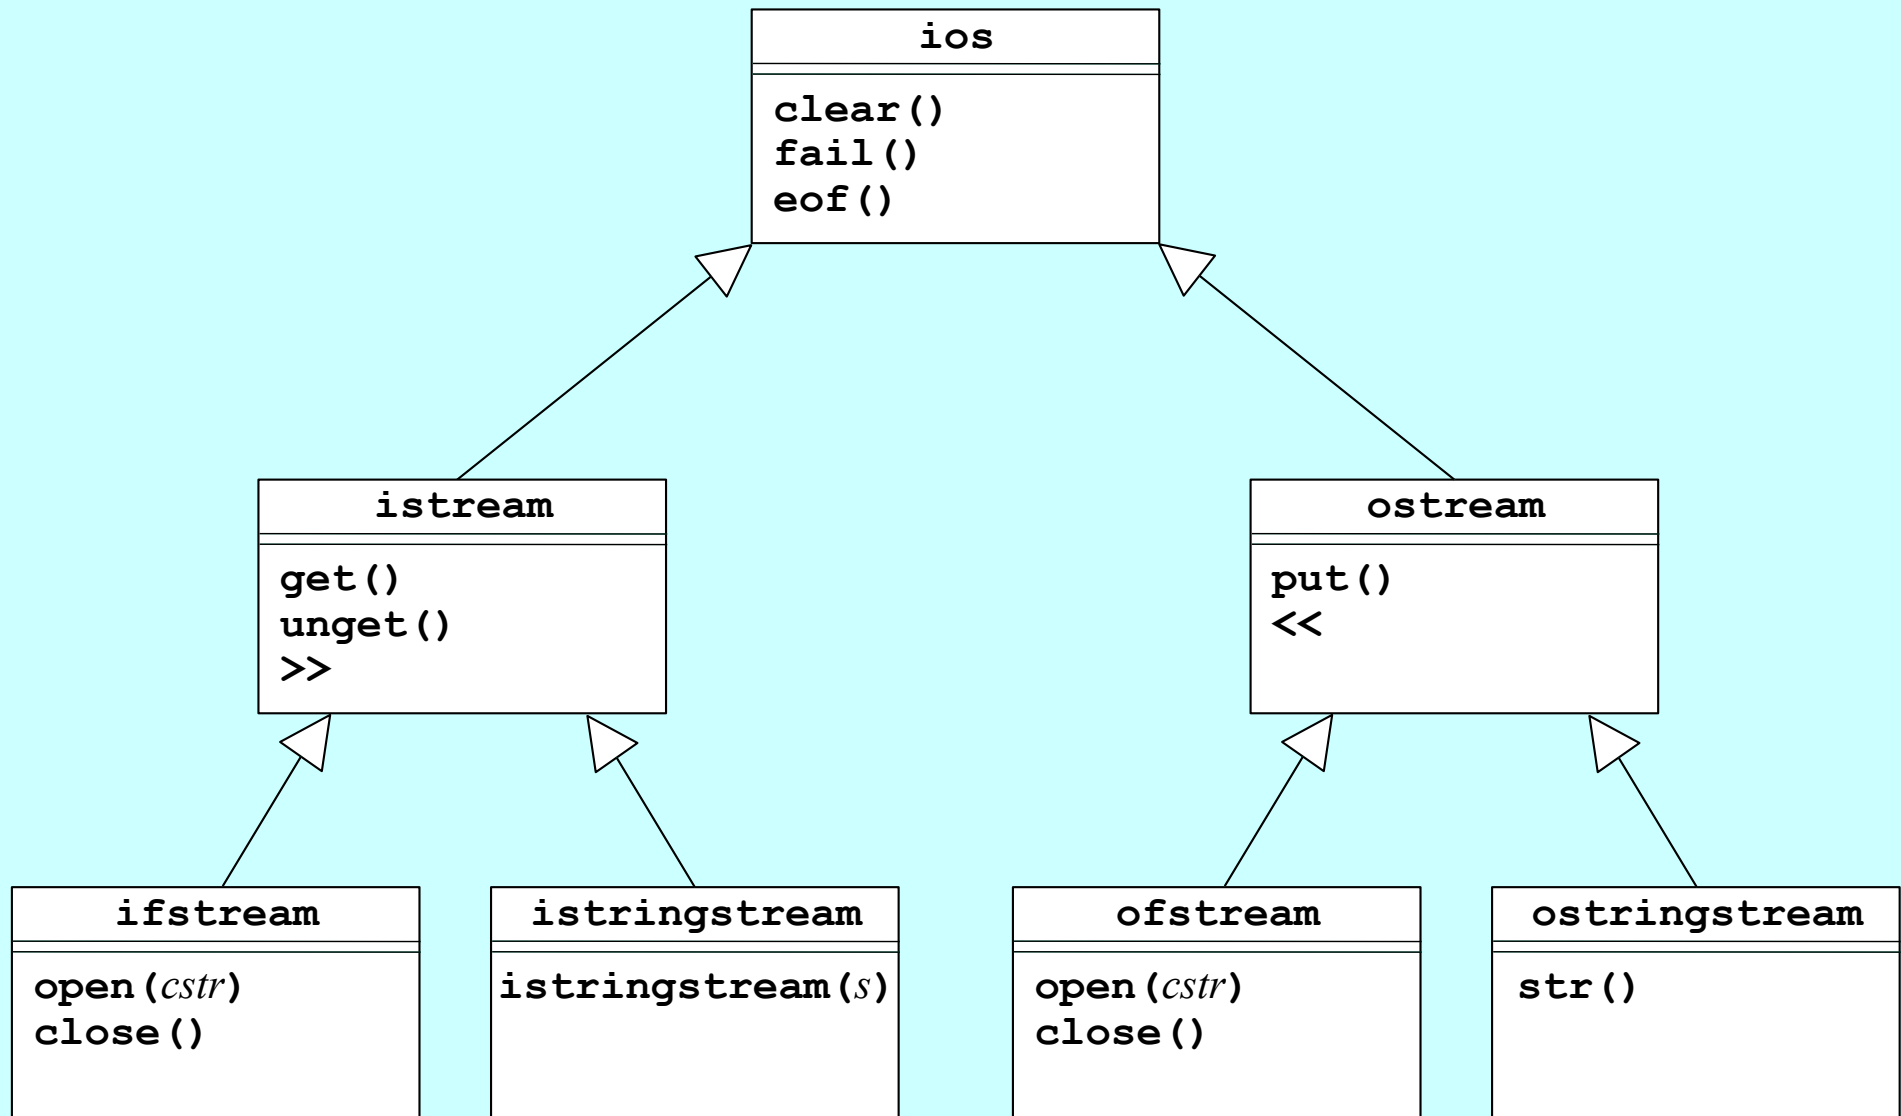 ios
clear()
fail()
eof()
istream
get()
unget()
>>
ostream
put()
<<
ifstream
open(cstr)
close()
istringstream
istringstream(s)
ofstream
open(cstr)
close()
ostringstream
str()